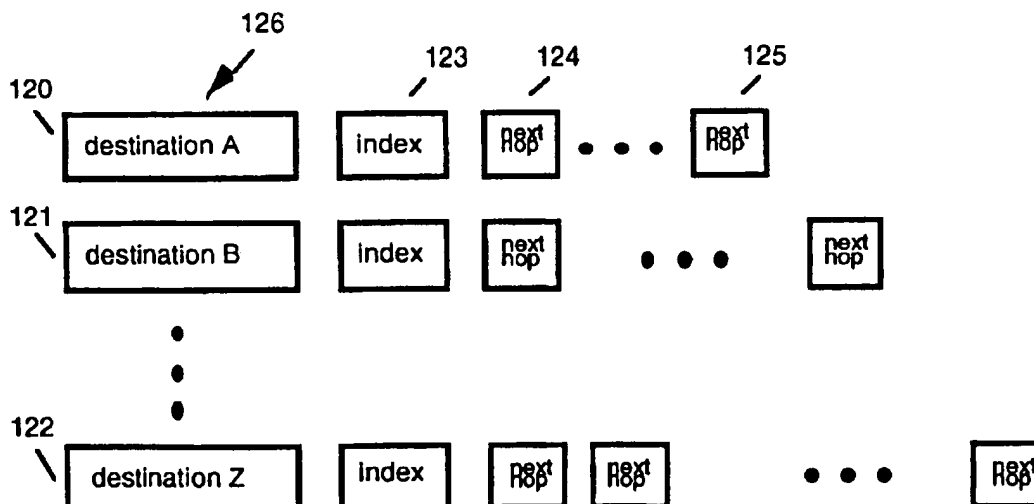 126
123 124 125
120
destination A index next hop next hop
121
destination B index next hop next hop
122
destination Z index next hop next hop next hop